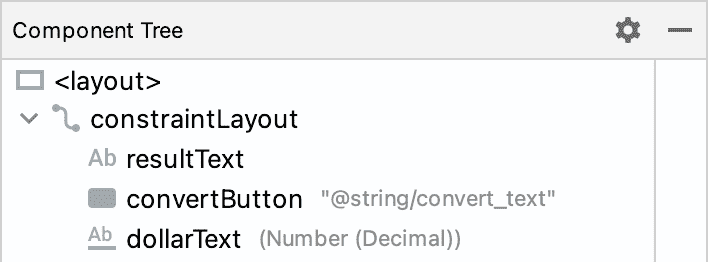 Component Tree
<layout>
constraintLayout
Ab resultText
convertButton "@string/convert_text"
Ab dollarText (Number (Decimal))